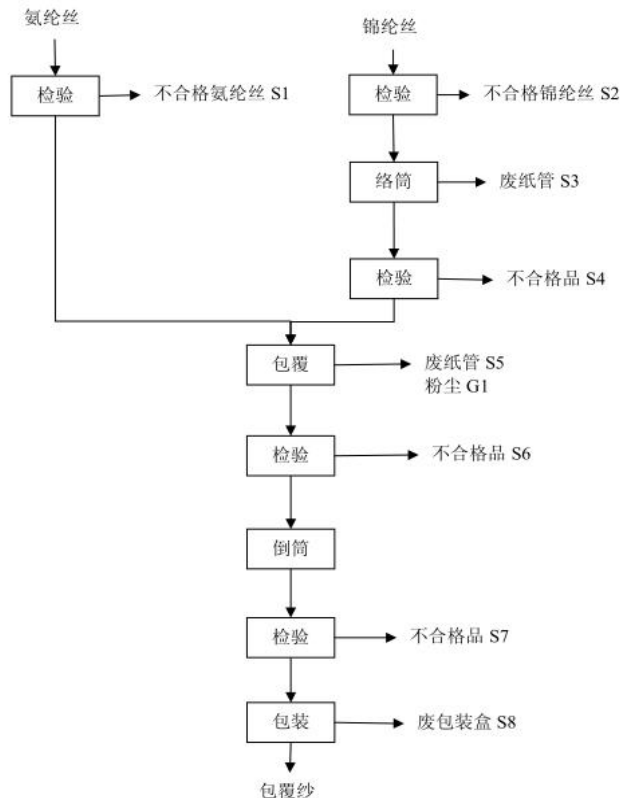 氨纶丝
锦纶丝
检验
不合格氨纶丝 S1
检验
不合格锦纶丝 S2
络筒
废纸管 S3
检验
不合格品 S4
包覆
废纸管 S5
粉尘 G1
检验
不合格品 S6
倒筒
检验
不合格品 S7
包装
废包装盒 S8
包覆纱